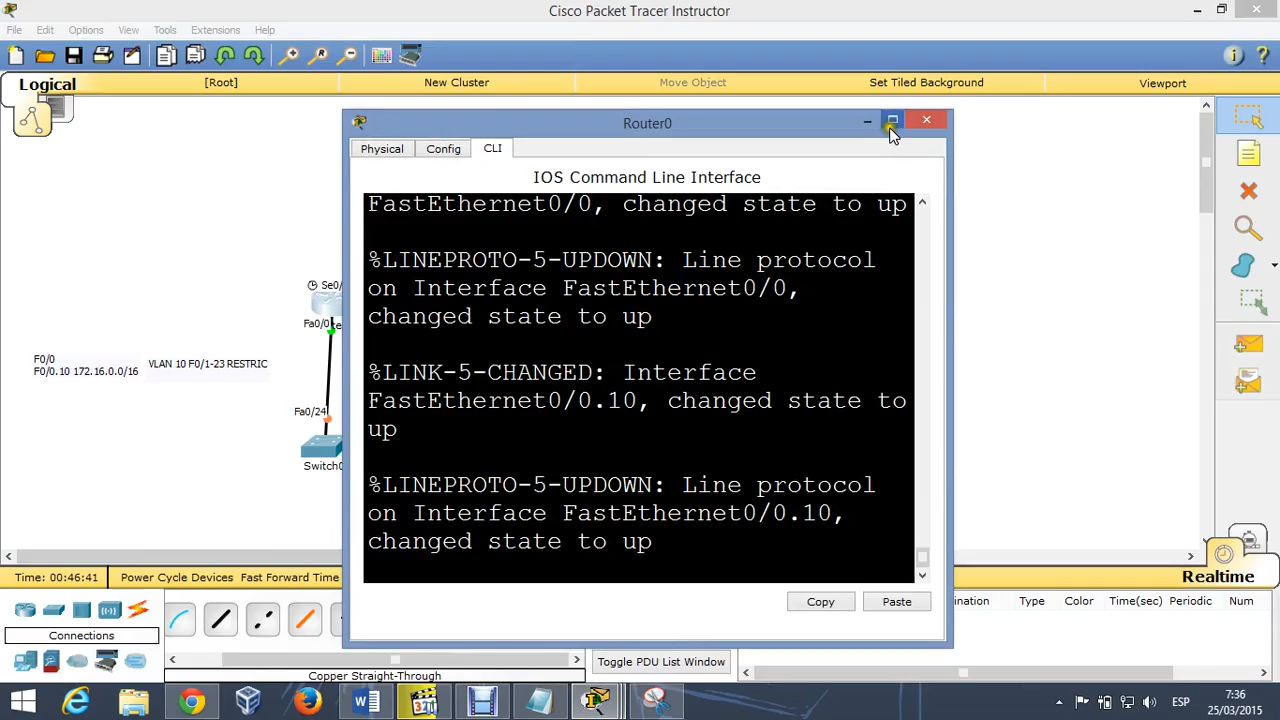 Cisco Packet Tracer Instructor
File Edit Options View Tools Extensions Help
Logical
[Root]
New Cluster
Move Object
Set Tiled Background
Viewport
Router0
Physical Config CLI
IOS Command Line Interface
FastEthernet0/0, changed state to up
%LINEPROTO-5-UPDOWN: Line protocol
on Interface FastEthernet0/0,
changed state to up
%LINK-5-CHANGED: Interface
FastEthernet0/0.10, changed state to
up
%LINEPROTO-5-UPDOWN: Line protocol
on Interface FastEthernet0/0.10,
changed state to up
Copy Paste
Se0/
Fa0/0
F0/0
F0/0.10 172.16.0.0/16
VLAN 10 F0/1-23 RESTRIC
Fa0/24
Switch0
Time: 00:46:41 Power Cycle Devices Fast Forward Time
Realtime
Connections
Copper Straight-Through
Toggle PDU List Window
ination Type Color Time(sec) Periodic Num
ESP
7:36
25/03/2015